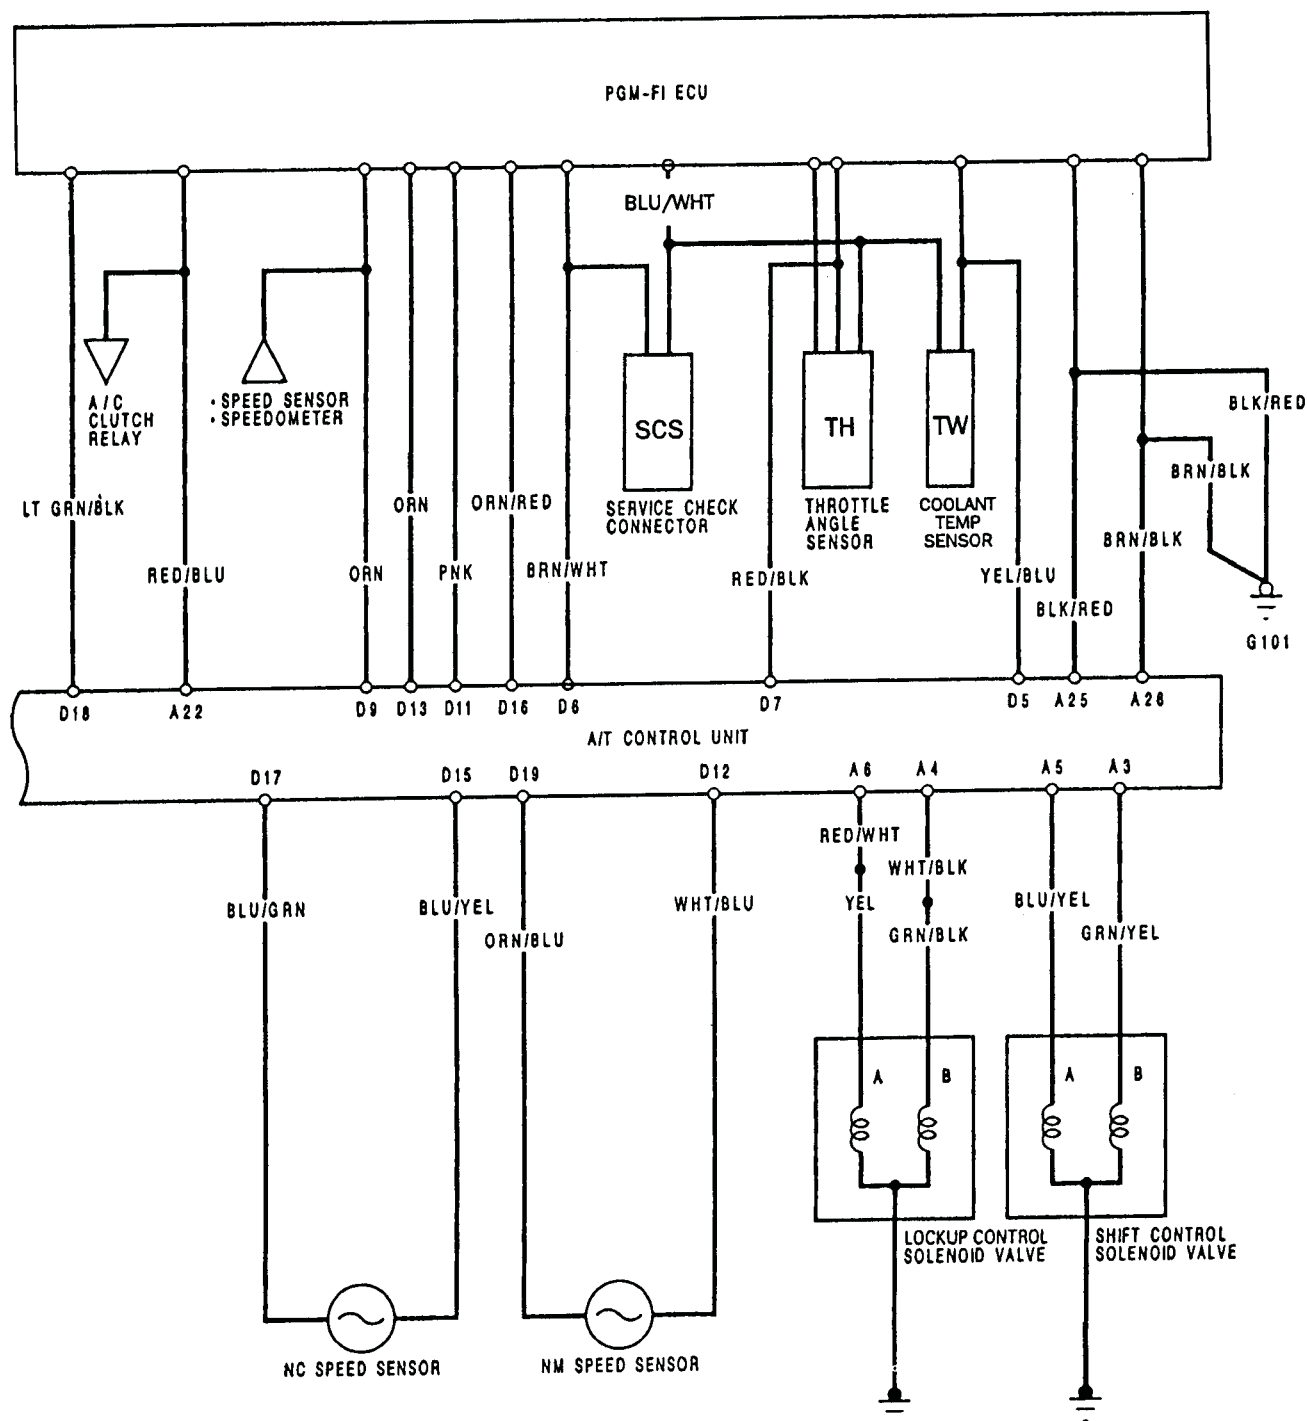 PGM-FI ECU
BLU/WHT
A/C
CLUTCH
RELAY
• SPEED SENSOR
• SPEEDOMETER
SCS
TH
TW
BLK/RED
BRN/BLK
LT GRN/BLK
ORN
ORN/RED
SERVICE CHECK
CONNECTOR
THROTTLE
ANGLE
SENSOR
COOLANT
TEMP
SENSOR
BRN/BLK
RED/BLU
ORN
PNK
BRN/WHT
RED/BLK
YEL/BLU
BLK/RED
G101
D18 A22 D9 D13 D11 D16 D6 D7 D5 A25 A26
A/T CONTROL UNIT
D17 D15 D19 D12 A6 A4 A5 A3
RED/WHT
WHT/BLK
BLU/GRN
BLU/YEL
WHT/BLU
YEL
BLU/YEL
ORN/BLU
GRN/BLK
GRN/YEL
A B
A B
LOCKUP CONTROL
SOLENOID VALVE
SHIFT CONTROL
SOLENOID VALVE
NC SPEED SENSOR
NM SPEED SENSOR